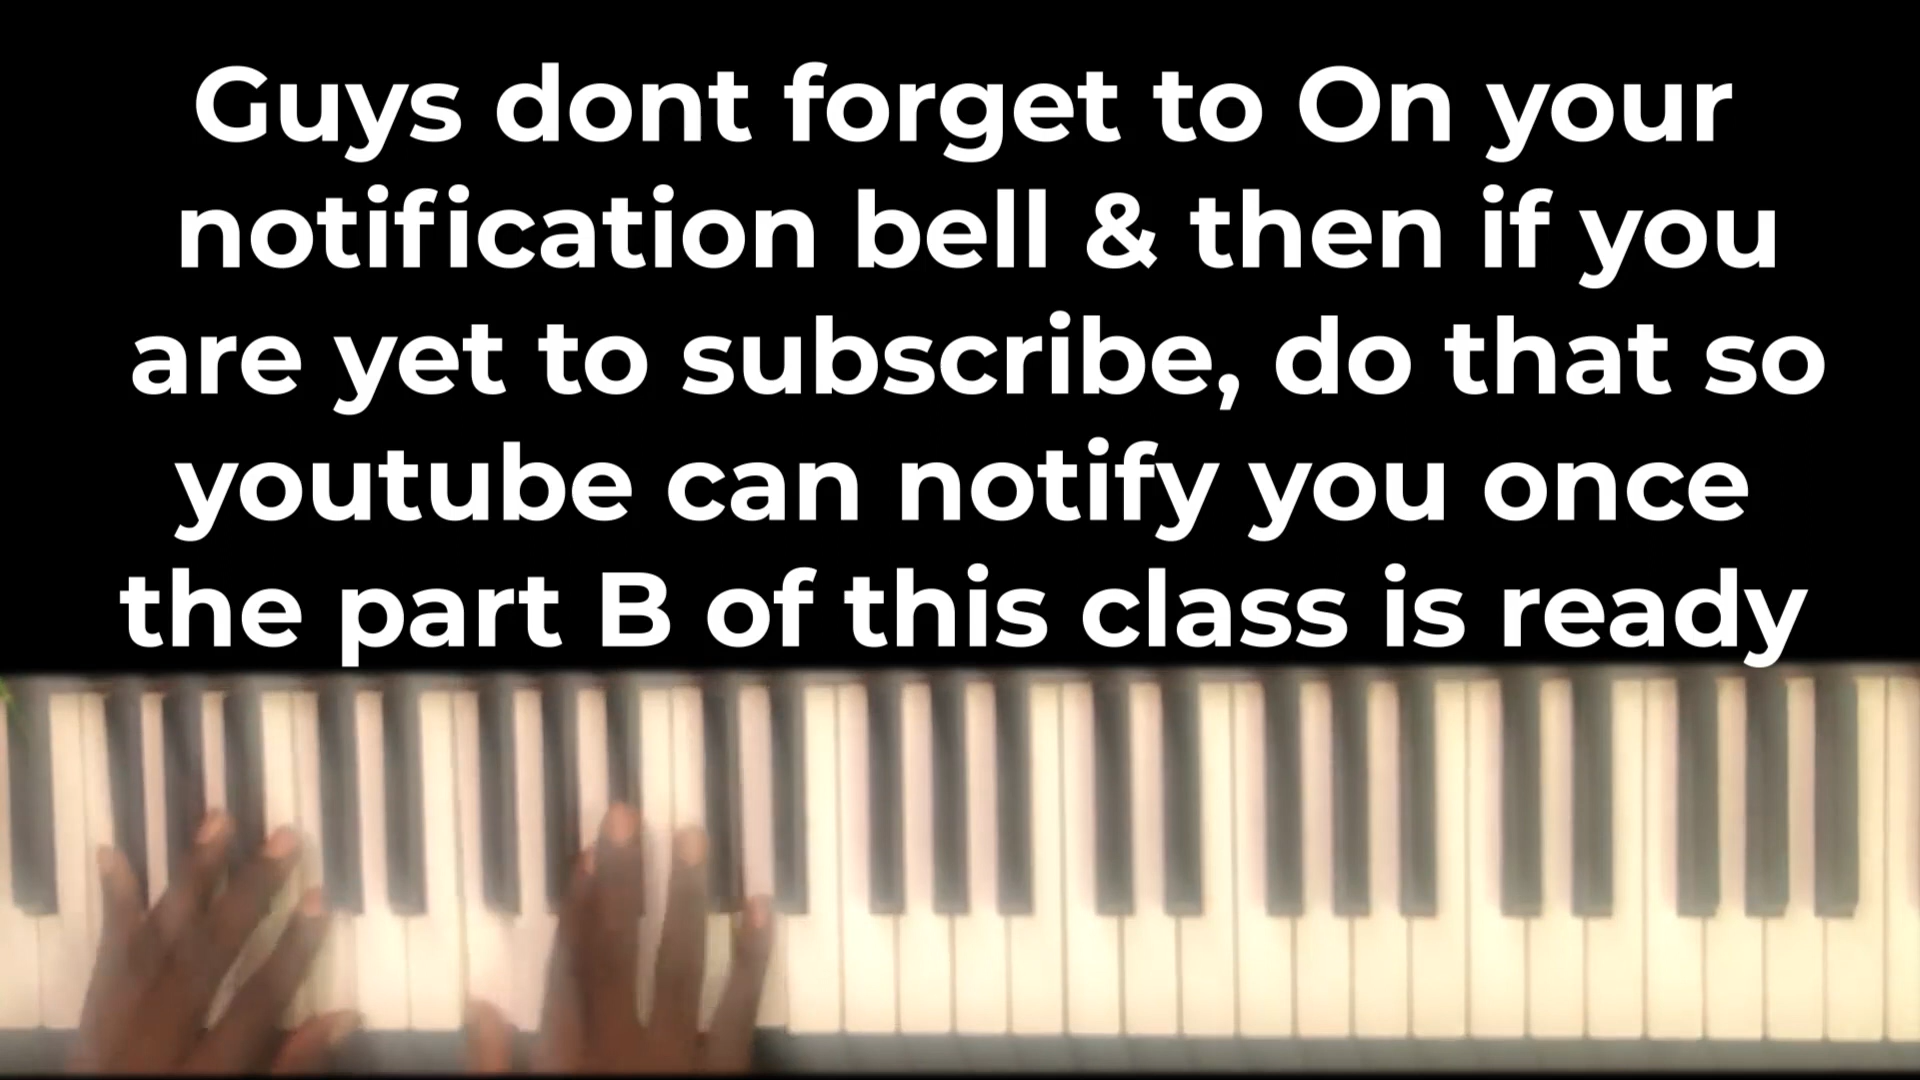 Guys dont forget to On your
notification bell & then if you
are yet to subscribe, do that so
youtube can notify you once
the part B of this class is ready